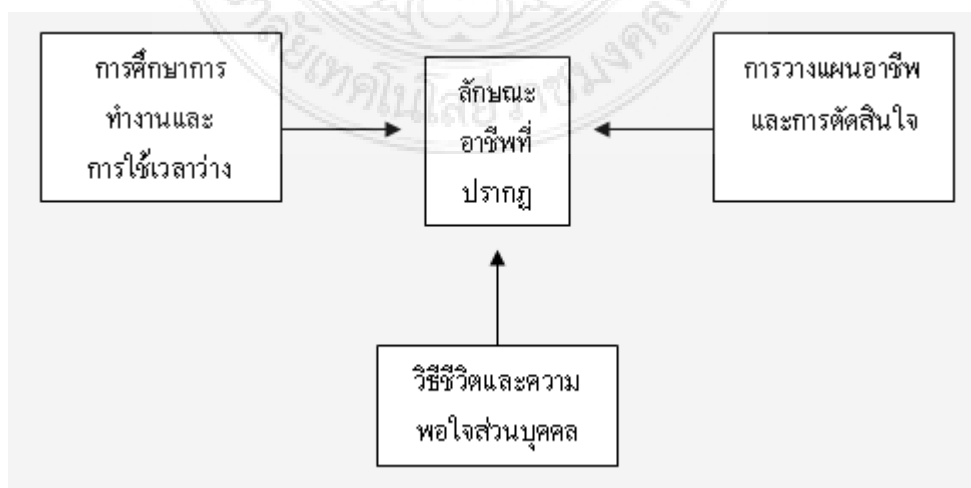 การศึกษาการ
ทำงานและ
การใช้เวลาว่าง
ลักษณะ
อาชีพที่
ปรากฏ
การวางแผนอาชีพ
และการตัดสินใจ
วิธีชีวิตและความ
พอใจส่วนบุคคล